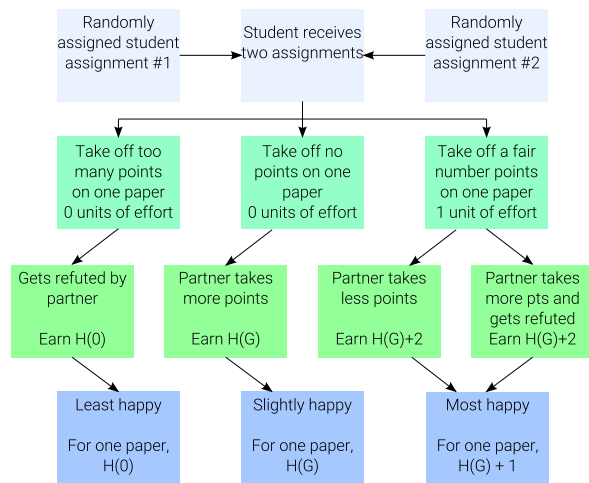 Randomly
assigned student
assignment #1
Student receives
two assignments
Randomly
assigned student
assignment #2
Take off too
many points
on one paper
0 units of effort
Take off no
points on one
paper
0 units of effort
Take off a fair
number points
on one paper
1 unit of effort
Gets refuted by
partner
Earn H(0)
Partner takes
more points
Earn H(G)
Partner takes
less points
Earn H(G)+2
Partner takes
more pts and
gets refuted
Earn H(G)+2
Least happy
For one paper,
H(0)
Slightly happy
For one paper,
H(G)
Most happy
For one paper,
H(G) + 1